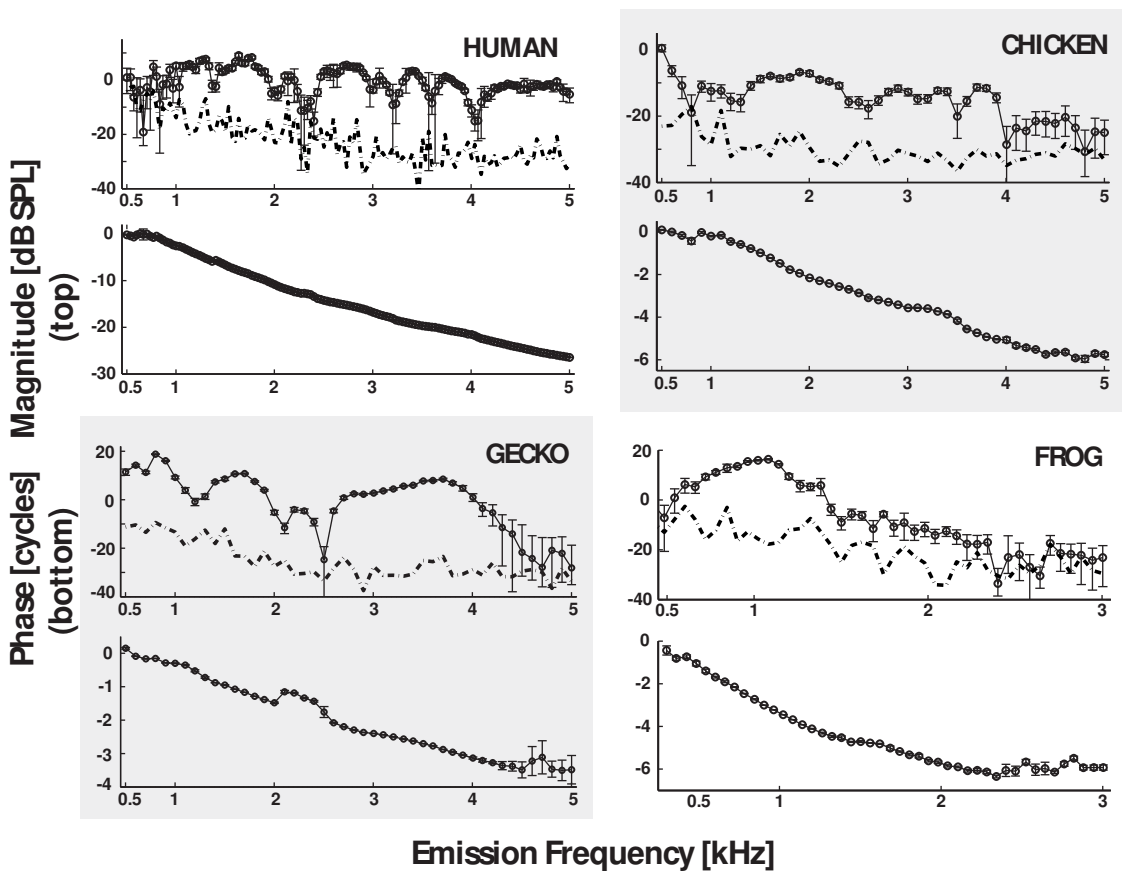 Magnitude [dB SPL]
(top)
Phase [cycles]
(bottom)
HUMAN
0
-20
-40
0.5 1 2 3 4 5
0
-10
-20
-30
0.5 1 2 3 4 5
CHICKEN
0
-20
-40
0.5 1 2 3 4 5
0
-2
-4
-6
0.5 1 2 3 4 5
GECKO
20
0
-20
-40
0.5 1 2 3 4 5
0
-1
-2
-3
-4
0.5 1 2 3 4 5
FROG
20
0
-20
-40
0.5 1 2 3
0
-2
-4
-6
0.5 1 2 3
Emission Frequency [kHz]